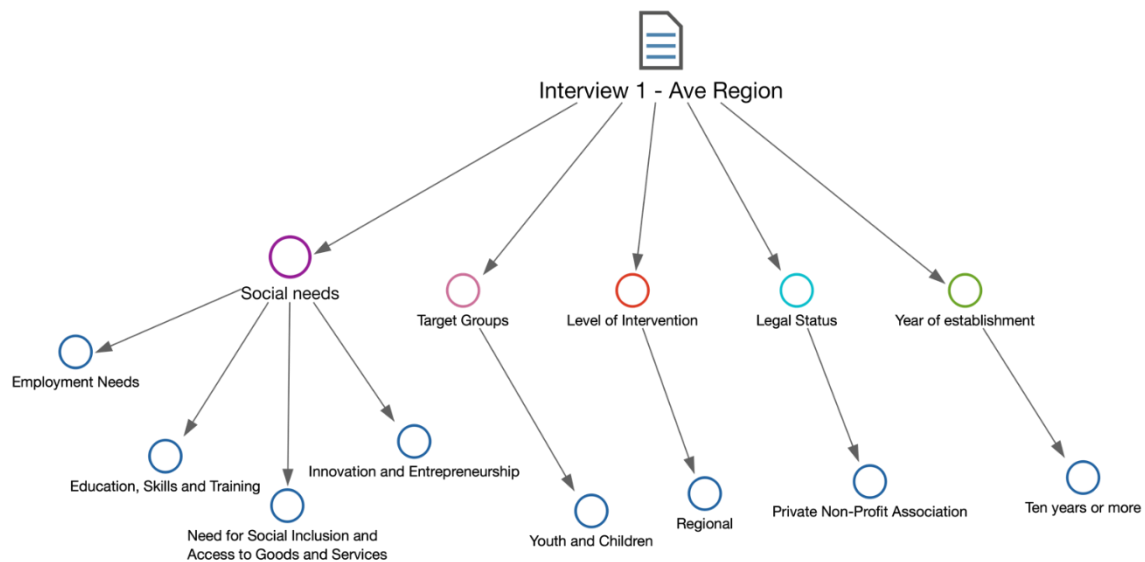 Interview 1 - Ave Region
Social needs
Target Groups
Level of Intervention
Legal Status
Year of establishment
Employment Needs
Education, Skills and Training
Need for Social Inclusion and
Access to Goods and Services
Innovation and Entrepreneurship
Youth and Children
Regional
Private Non-Profit Association
Ten years or more